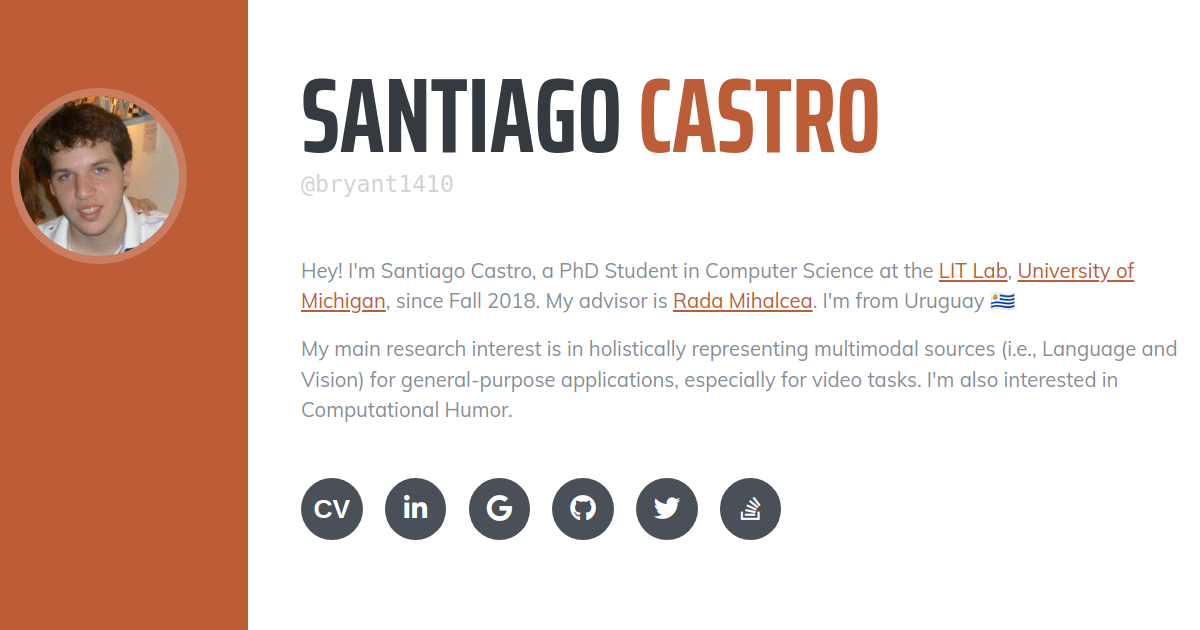 SANTIAGO CASTRO
@bryant1410
Hey! I'm Santiago Castro, a PhD Student in Computer Science at the LIT Lab, University of
Michigan, since Fall 2018. My advisor is Rada Mihalcea. I'm from Uruguay 🇺🇾
My main research interest is in holistically representing multimodal sources (i.e., Language and
Vision) for general-purpose applications, especially for video tasks. I'm also interested in
Computational Humor.
CV in G